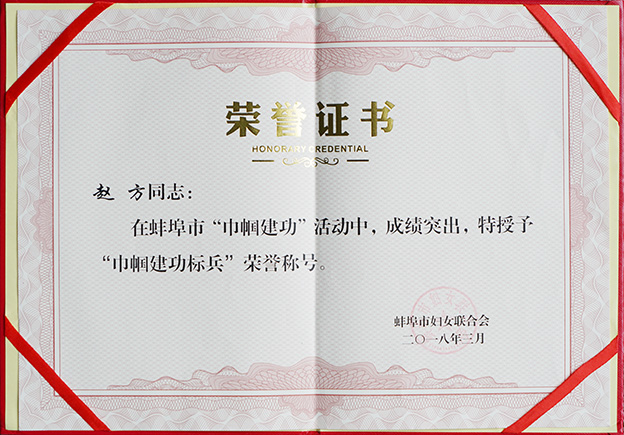 荣誉证书
HONORARY CREDENTIAL
赵 方同志：
在蚌埠市“巾帼建功”活动中，成绩突出，特授予
“巾帼建功标兵”荣誉称号。
蚌埠市妇女联合会
二〇一八年三月